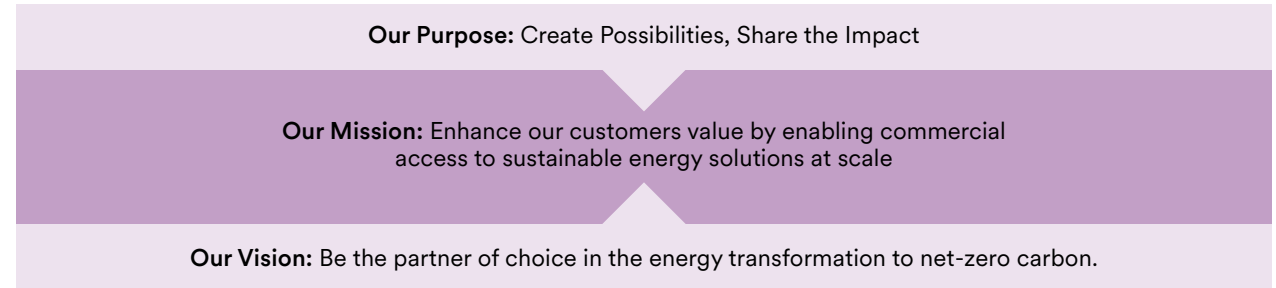 Our Purpose: Create Possibilities, Share the Impact
Our Mission: Enhance our customers value by enabling commercial
access to sustainable energy solutions at scale
Our Vision: Be the partner of choice in the energy transformation to net-zero carbon.